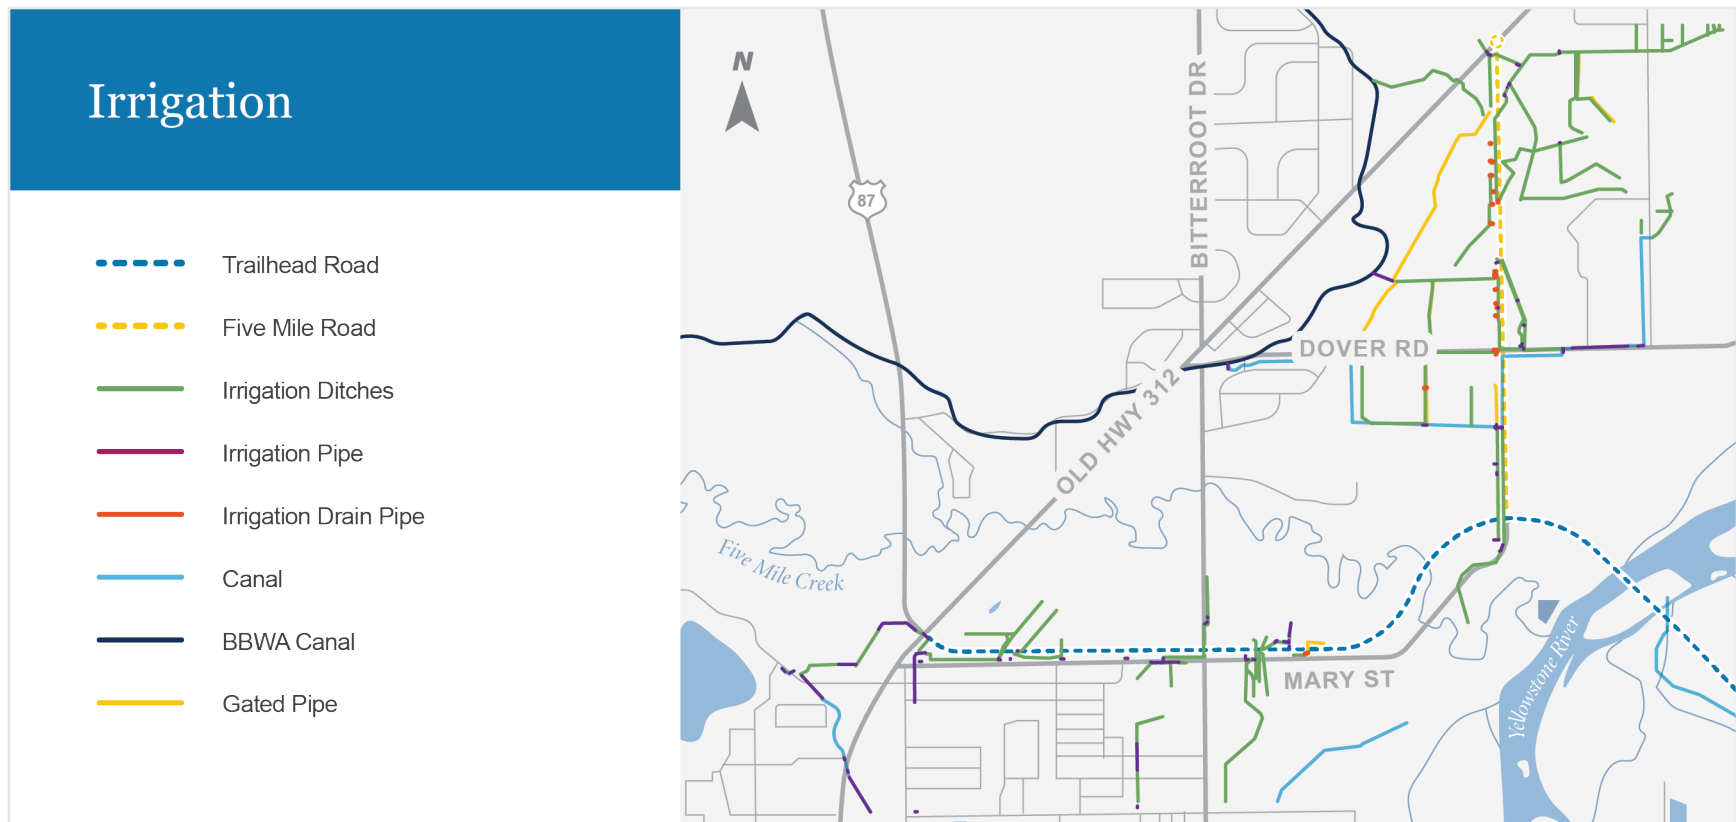 Irrigation
Trailhead Road
Five Mile Road
Irrigation Ditches
Irrigation Pipe
Irrigation Drain Pipe
Canal
BBWA Canal
Gated Pipe
N
87
BITTERROOT DR
DOVER RD
OLD HWY 312
Five Mile Creek
MARY ST
Yellowstone River